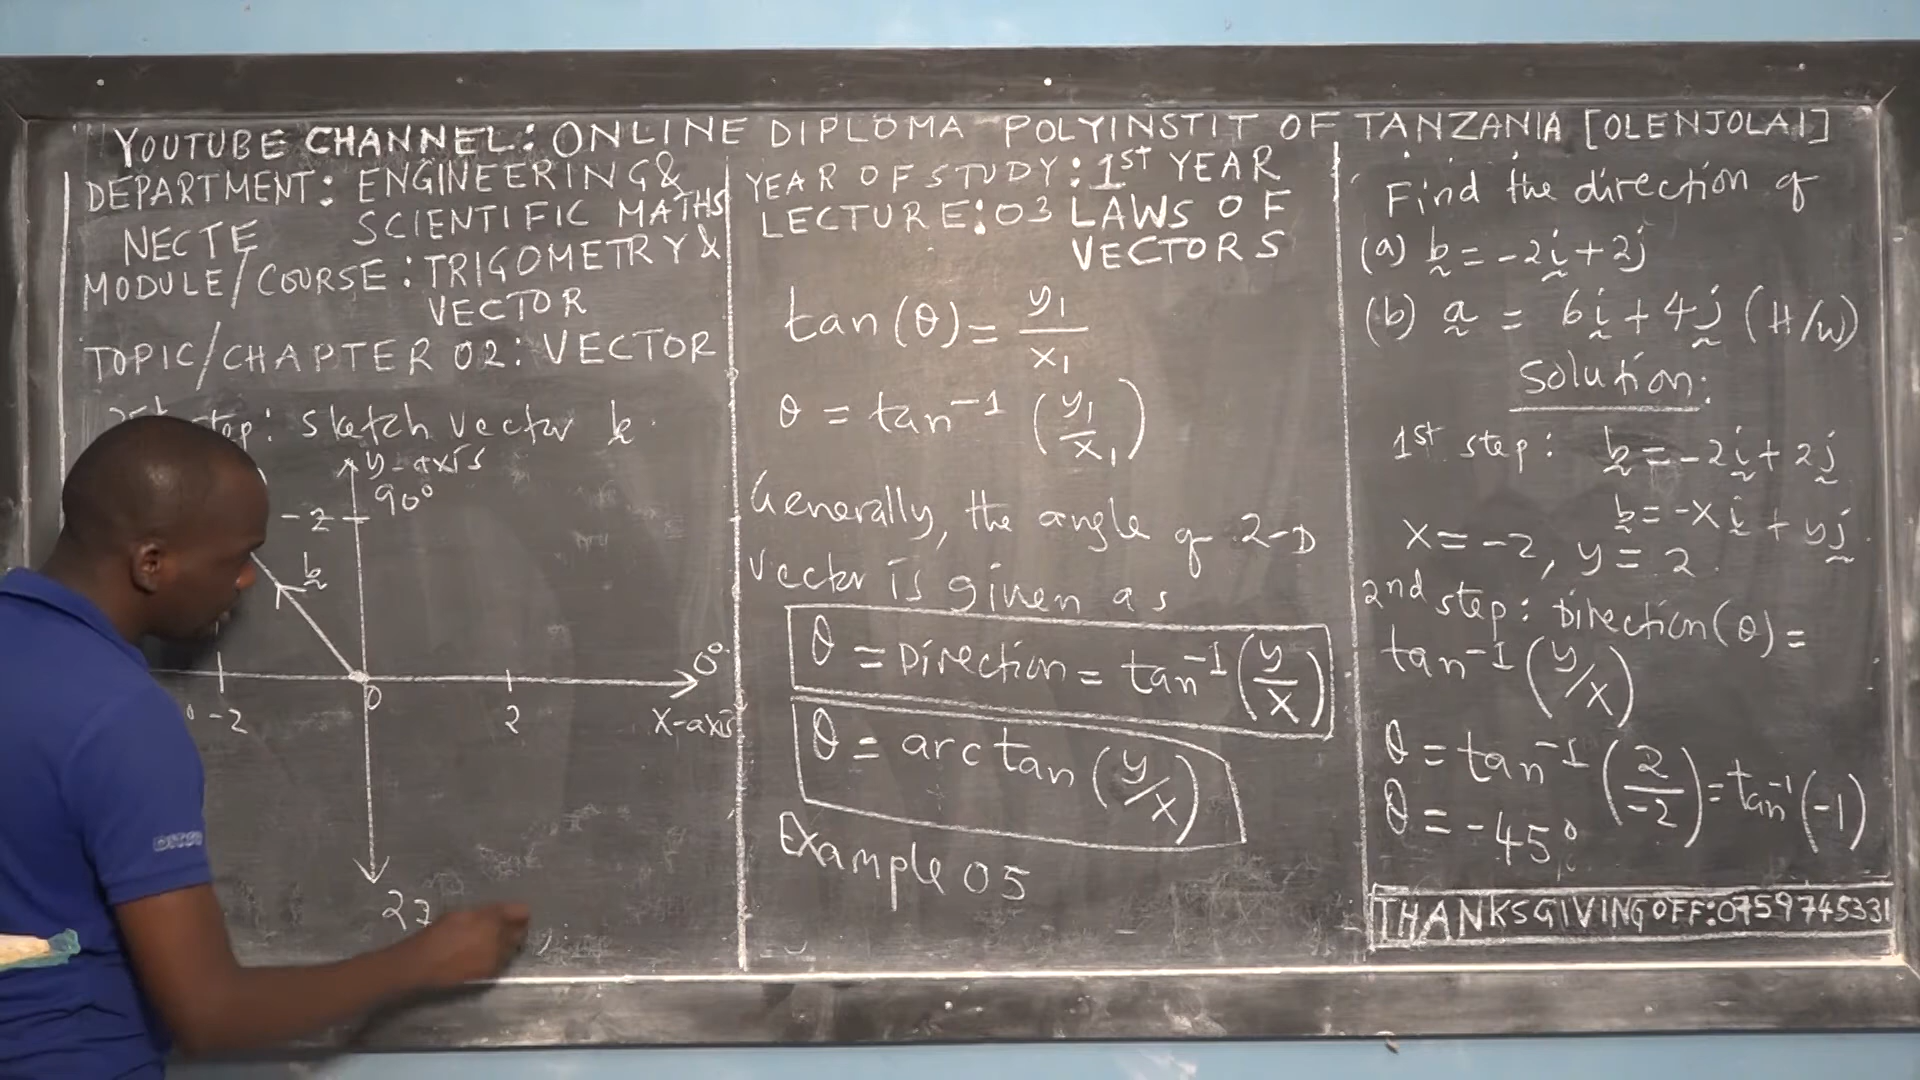 YOUTUBE CHANNEL: ONLINE DIPLOMA POLYINSTIT OF TANZANIA [OLENJOLAI]
DEPARTMENT: ENGINEERING &
SCIENTIFIC MATHS
NECTE
MODULE/COURSE: TRIGOMETRY &
VECTOR
TOPIC/CHAPTER 02: VECTOR
step: sketch vector b
y-axis
90°
-2
b
0°
0
-2
2
x-axis
27
YEAR OF STUDY: 1st YEAR
LECTURE: 03 LAWS OF
VECTORS
tan(θ) = y₁/x₁
θ = tan⁻¹ (y₁/x₁)
Generally, the angle of 2-D
vector is given as
θ = Direction = tan⁻¹(y/x)
θ = arctan (y/x)
Example 05
Find the direction of
(a) b = -2i + 2j
(b) a = 6i + 4j (H/W)
Solution:
1st step: b = -2i + 2j
b = -xi + yj
x = -2, y = 2
2nd step: Direction(θ) =
tan⁻¹ (y/x)
θ = tan⁻¹ (2/-2) = tan⁻¹(-1)
θ = -45°
THANKSGIVING OFF: 0759745331